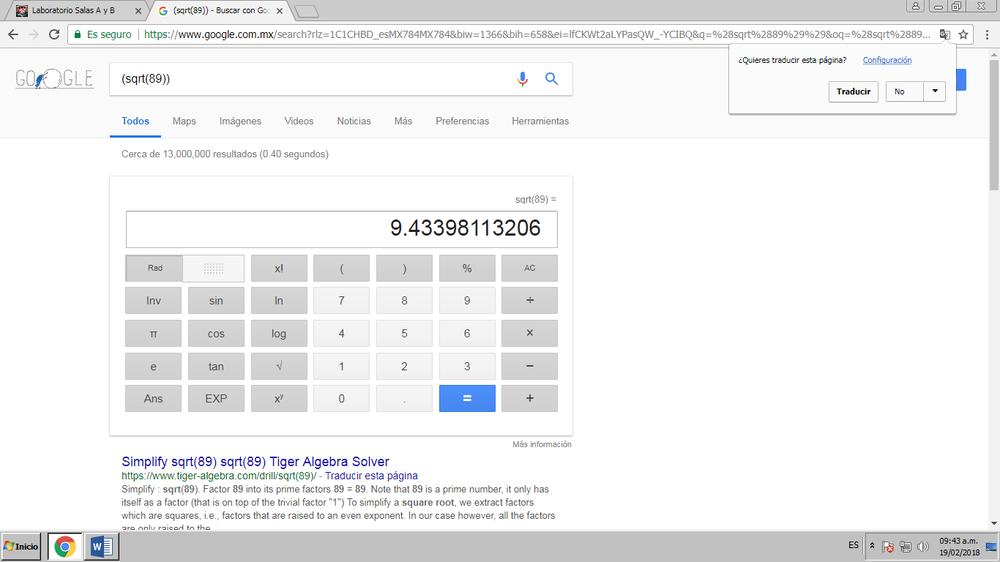 Laboratorio Salas A y B
(sqrt(89)) - Buscar con Goo
Es seguro
https://www.google.com.mx/search?rlz=1C1CHBD_esMX784MX784&biw=1366&bih=658&ei=lfCKWt2aLYPasQW_-YCIBQ&q=%28sqrt%2889%29%29&oq=%28sqrt%2889...
¿Quieres traducir esta página? Configuración
Traducir No
GOOGLE
(sqrt(89))
Todos Maps Imágenes Videos Noticias Más Preferencias Herramientas
Cerca de 13,000,000 resultados (0.40 segundos)
sqrt(89) =
9.43398113206
Rad x! ( ) % AC
Inv sin ln 7 8 9 ÷
π cos log 4 5 6 ×
e tan √ 1 2 3 −
Ans EXP xʸ 0 . = +
Más información
Simplify sqrt(89) sqrt(89) Tiger Algebra Solver
https://www.tiger-algebra.com/drill/sqrt(89)/ - Traducir esta página
Simplify : sqrt(89). Factor 89 into its prime factors 89 = 89. Note that 89 is a prime number, it only has
itself as a factor (that is on top of the trivial factor "1") To simplify a square root, we extract factors
which are squares, i.e., factors that are raised to an even exponent. In our case however, all the factors
are only raised to the
Inicio
ES
09:43 a.m.
19/02/2018